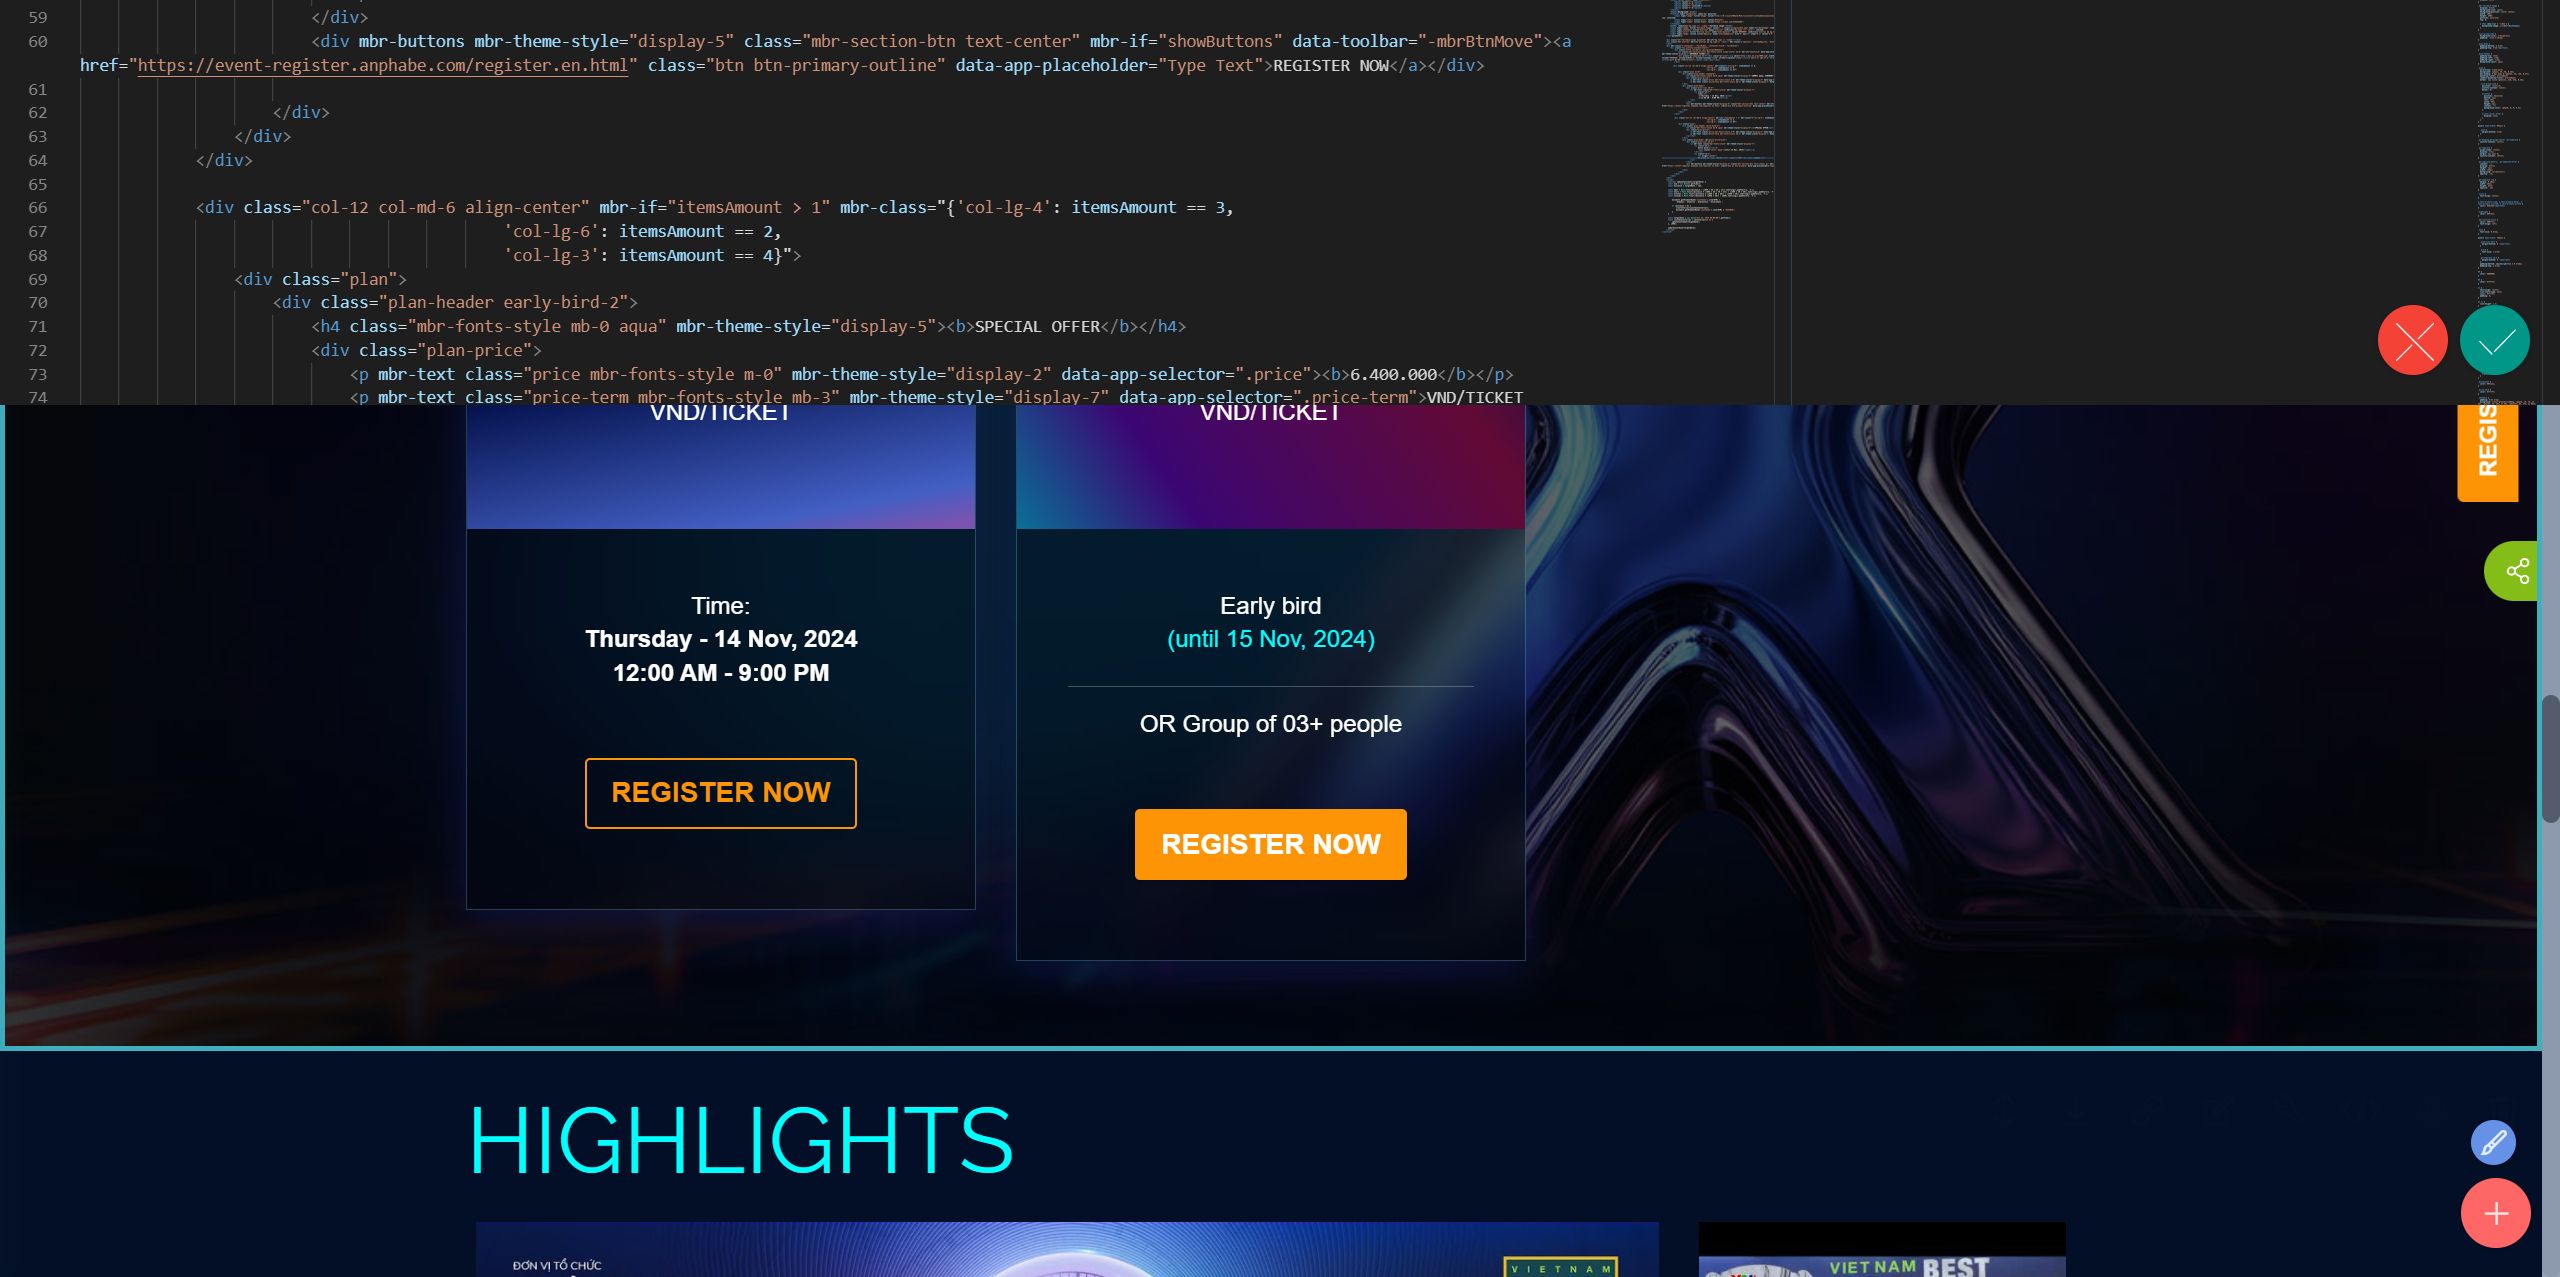 59 </div>
60 <div mbr-buttons mbr-theme-style="display-5" class="mbr-section-btn text-center" mbr-if="showButtons" data-toolbar="-mbrBtnMove"><a
href="https://event-register.anphabe.com/register.en.html" class="btn btn-primary-outline" data-app-placeholder="Type Text">REGISTER NOW</a></div>
61
62 </div>
63 </div>
64 </div>
65
66 <div class="col-12 col-md-6 align-center" mbr-if="itemsAmount > 1" mbr-class="{'col-lg-4': itemsAmount == 3,
67 'col-lg-6': itemsAmount == 2,
68 'col-lg-3': itemsAmount == 4}">
69 <div class="plan">
70 <div class="plan-header early-bird-2">
71 <h4 class="mbr-fonts-style mb-0 aqua" mbr-theme-style="display-5"><b>SPECIAL OFFER</b></h4>
72 <div class="plan-price">
73 <p mbr-text class="price mbr-fonts-style m-0" mbr-theme-style="display-2" data-app-selector=".price"><b>6.400.000</b></p>
74 <p mbr-text class="price-term mbr-fonts-style mb-3" mbr-theme-style="display-7" data-app-selector=".price-term">VND/TICKET
VND/TICKET
Time:
Thursday - 14 Nov, 2024
12:00 AM - 9:00 PM
REGISTER NOW
VND/TICKET
Early bird
(until 15 Nov, 2024)
OR Group of 03+ people
REGISTER NOW
REGIS
HIGHLIGHTS
ĐƠN VỊ TỔ CHỨC
VIETNAM
VIET NAM BEST